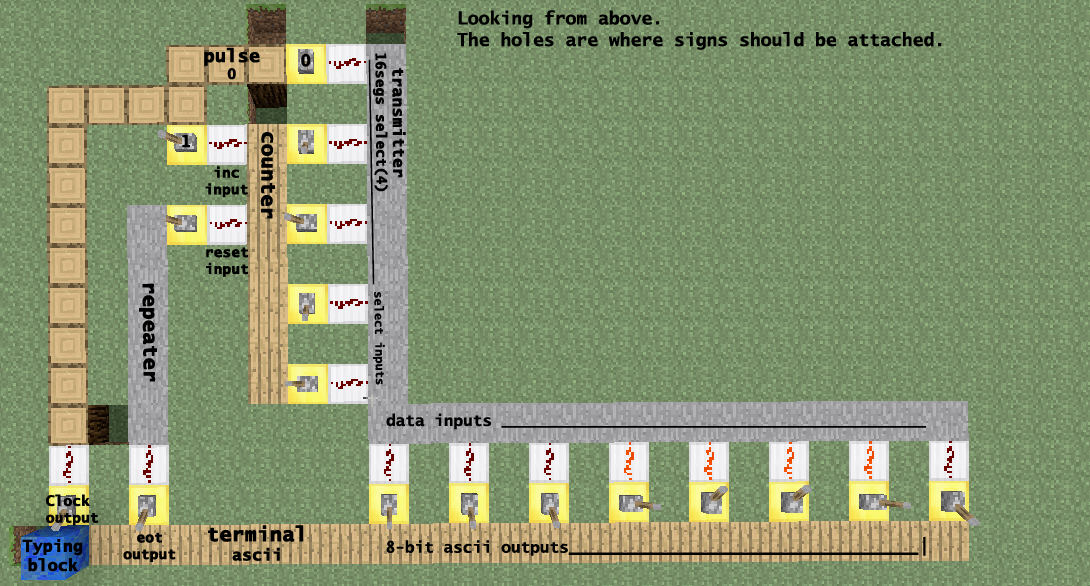 Looking from above.
The holes are where signs should be attached.
pulse
0
0
transmitter
16segs select(4)
1
counter
inc
input
reset
input
repeater
select inputs
data inputs
Clock
output
eot
output
terminal
ascii
8-bit ascii outputs
Typing
block